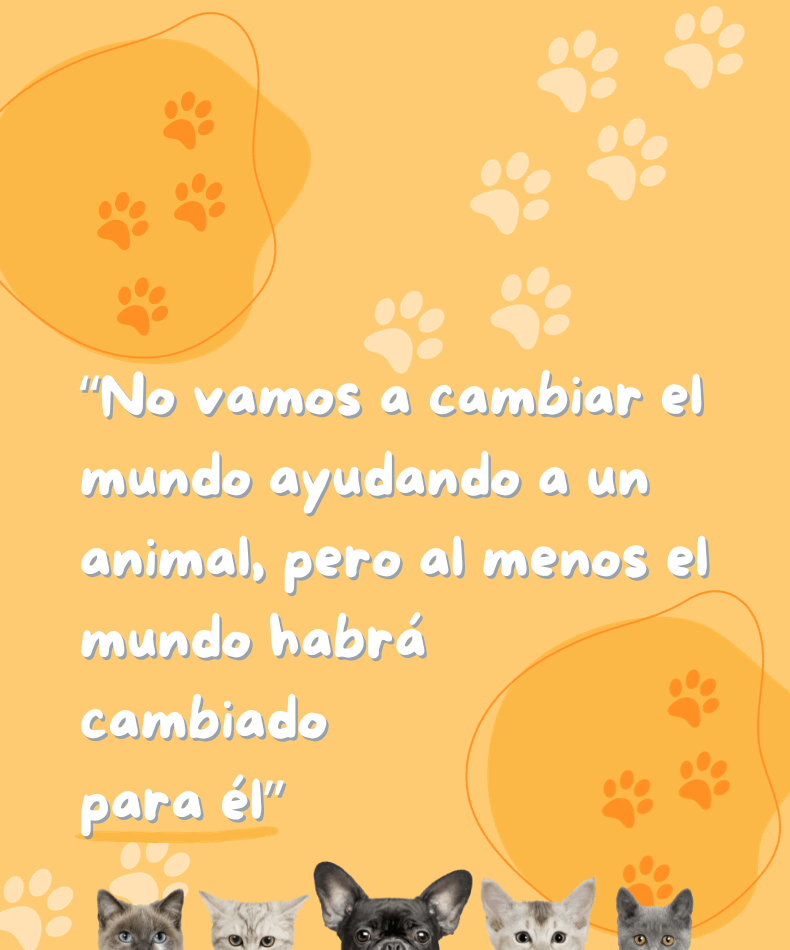 “No vamos a cambiar el
mundo ayudando a un
animal, pero al menos el
mundo habrá
cambiado
para él”